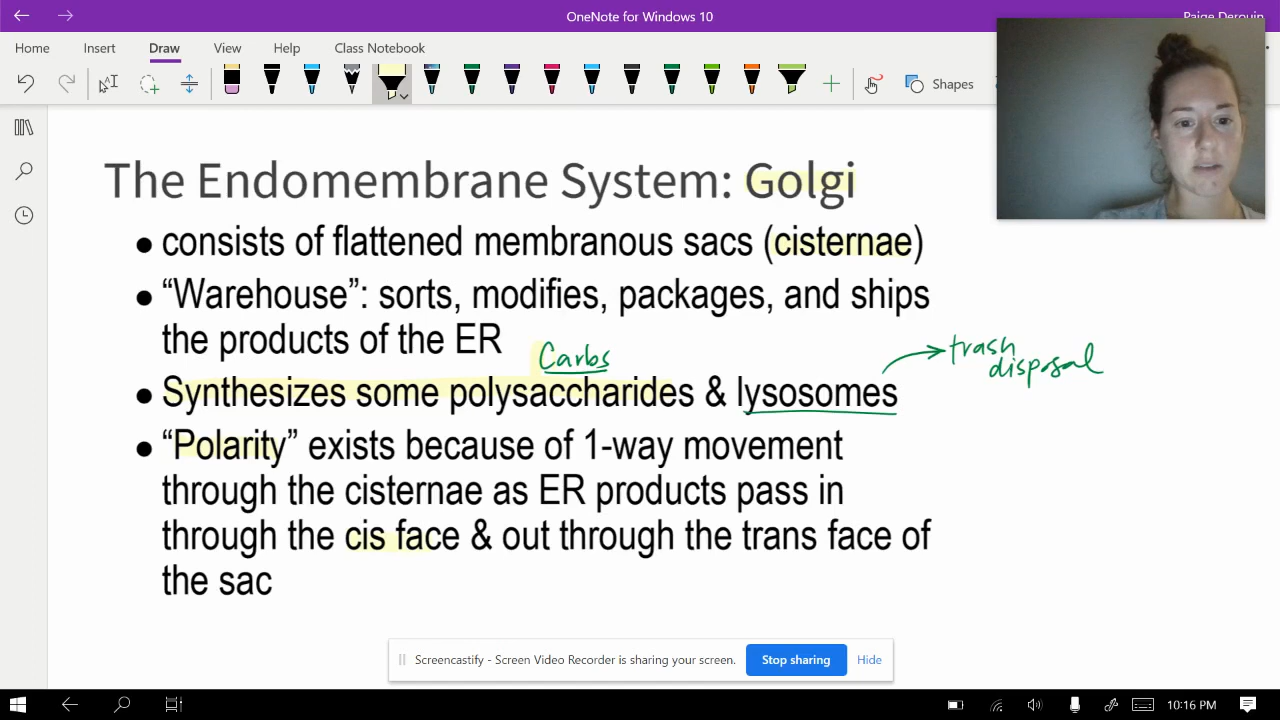 OneNote for Windows 10
Paige Derouin
Home Insert Draw View Help Class Notebook
Shapes
The Endomembrane System: Golgi
● consists of flattened membranous sacs (cisternae)
● “Warehouse”: sorts, modifies, packages, and ships
the products of the ER
Carbs
trash
disposal
● Synthesizes some polysaccharides & lysosomes
● “Polarity” exists because of 1-way movement
through the cisternae as ER products pass in
through the cis face & out through the trans face of
the sac
Screencastify - Screen Video Recorder is sharing your screen. Stop sharing Hide
10:16 PM